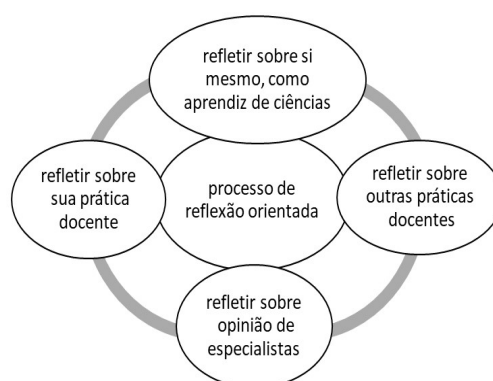 refletir sobre si
mesmo, como
aprendiz de ciências
refletir sobre
sua prática
docente
processo de
reflexão orientada
refletir sobre
outras práticas
docentes
refletir sobre
opinião de
especialistas